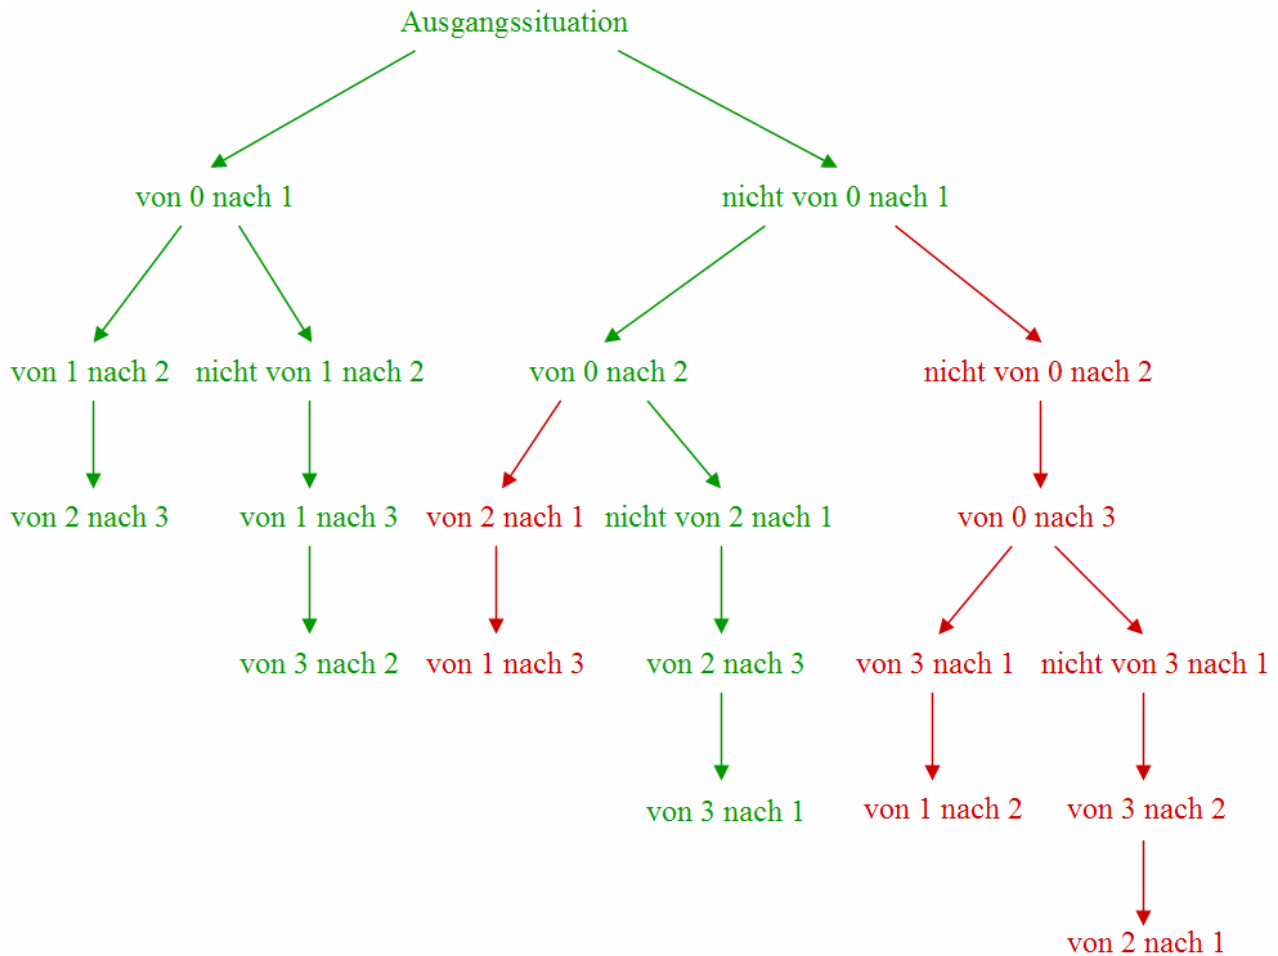 Ausgangssituation
von 0 nach 1
nicht von 0 nach 1
von 1 nach 2
nicht von 1 nach 2
von 0 nach 2
nicht von 0 nach 2
von 2 nach 3
von 1 nach 3
von 2 nach 1
nicht von 2 nach 1
von 0 nach 3
von 3 nach 2
von 1 nach 3
von 2 nach 3
von 3 nach 1
nicht von 3 nach 1
von 3 nach 1
von 1 nach 2
von 3 nach 2
von 2 nach 1